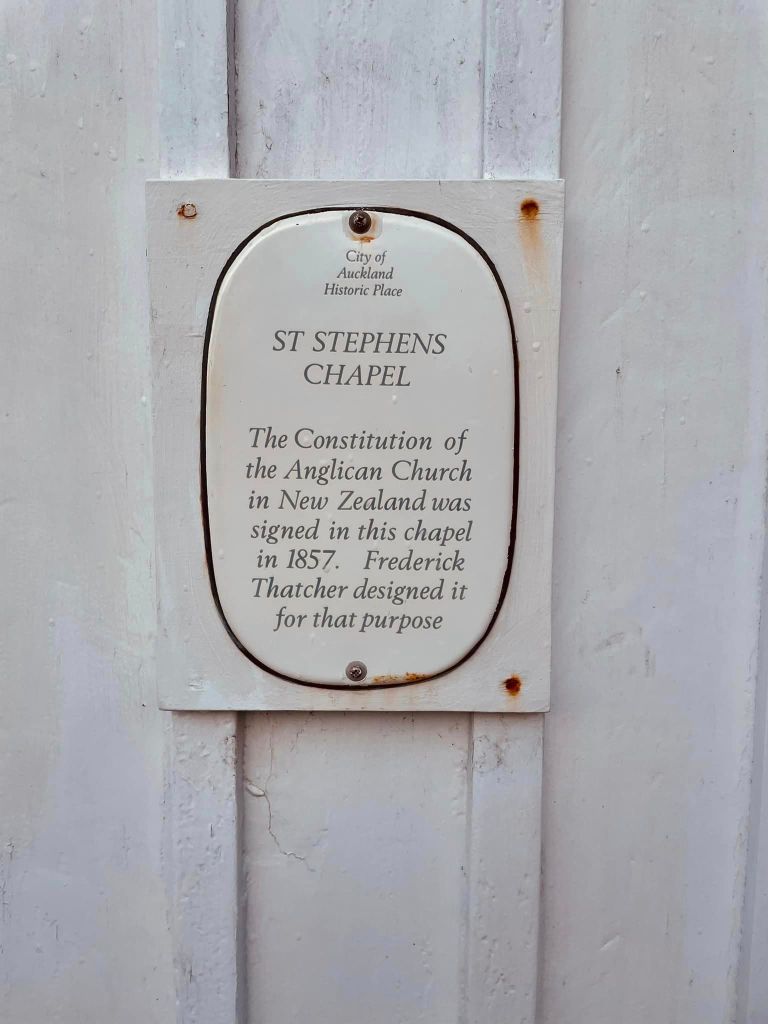 City of
Auckland
Historic Place
ST STEPHENS
CHAPEL
The Constitution of
the Anglican Church
in New Zealand was
signed in this chapel
in 1857. Frederick
Thatcher designed it
for that purpose